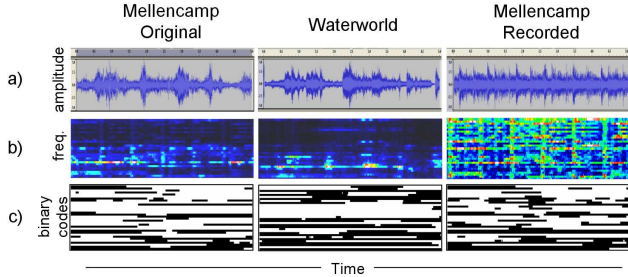 Mellencamp
Original
Waterworld
Mellencamp
Recorded
a)
amplitude
b)
freq.
c)
binary
codes
Time